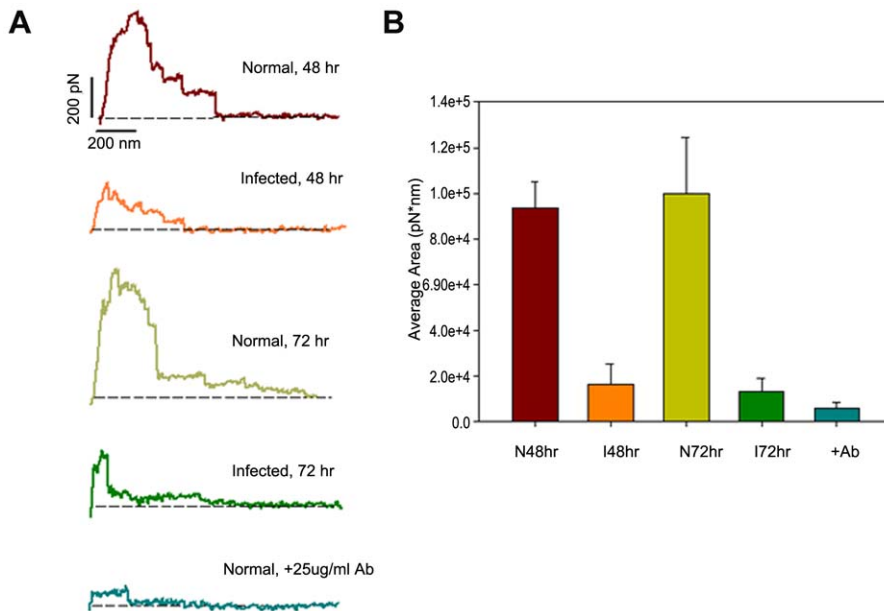 A
Normal, 48 hr
200 pN
200 nm
Infected, 48 hr
Normal, 72 hr
Infected, 72 hr
Normal, +25ug/ml Ab
B
Average Area (pN*nm)
1.4e+5
1.2e+5
1.0e+5
8.0e+4
6.90e+4
4.0e+4
2.0e+4
0.0
N48hr I48hr N72hr I72hr +Ab